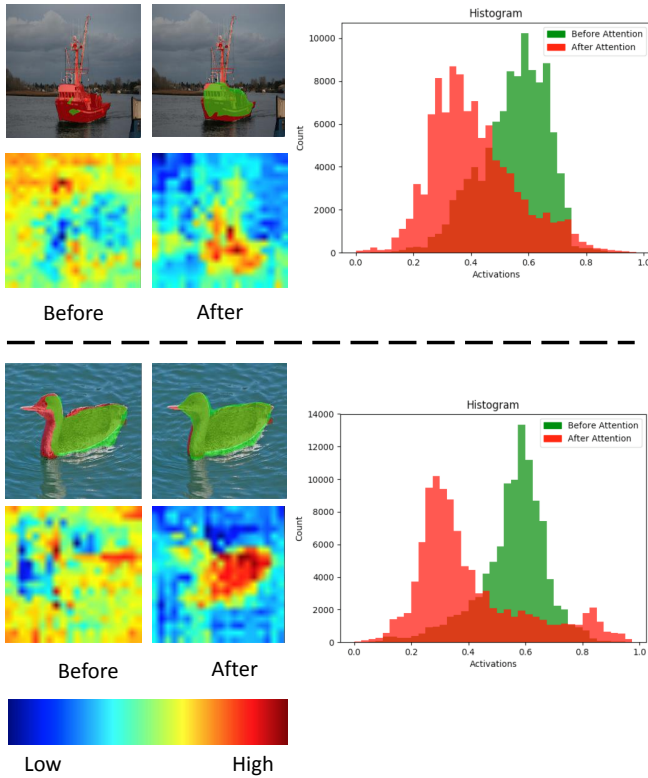 Histogram
Before Attention
After Attention
10000
8000
6000
4000
2000
0
Count
0.0 0.2 0.4 0.6 0.8 1.0
Activations
Before After
Histogram
Before Attention
After Attention
14000
12000
10000
8000
6000
4000
2000
0
Count
0.0 0.2 0.4 0.6 0.8 1.0
Activations
Before After
Low High